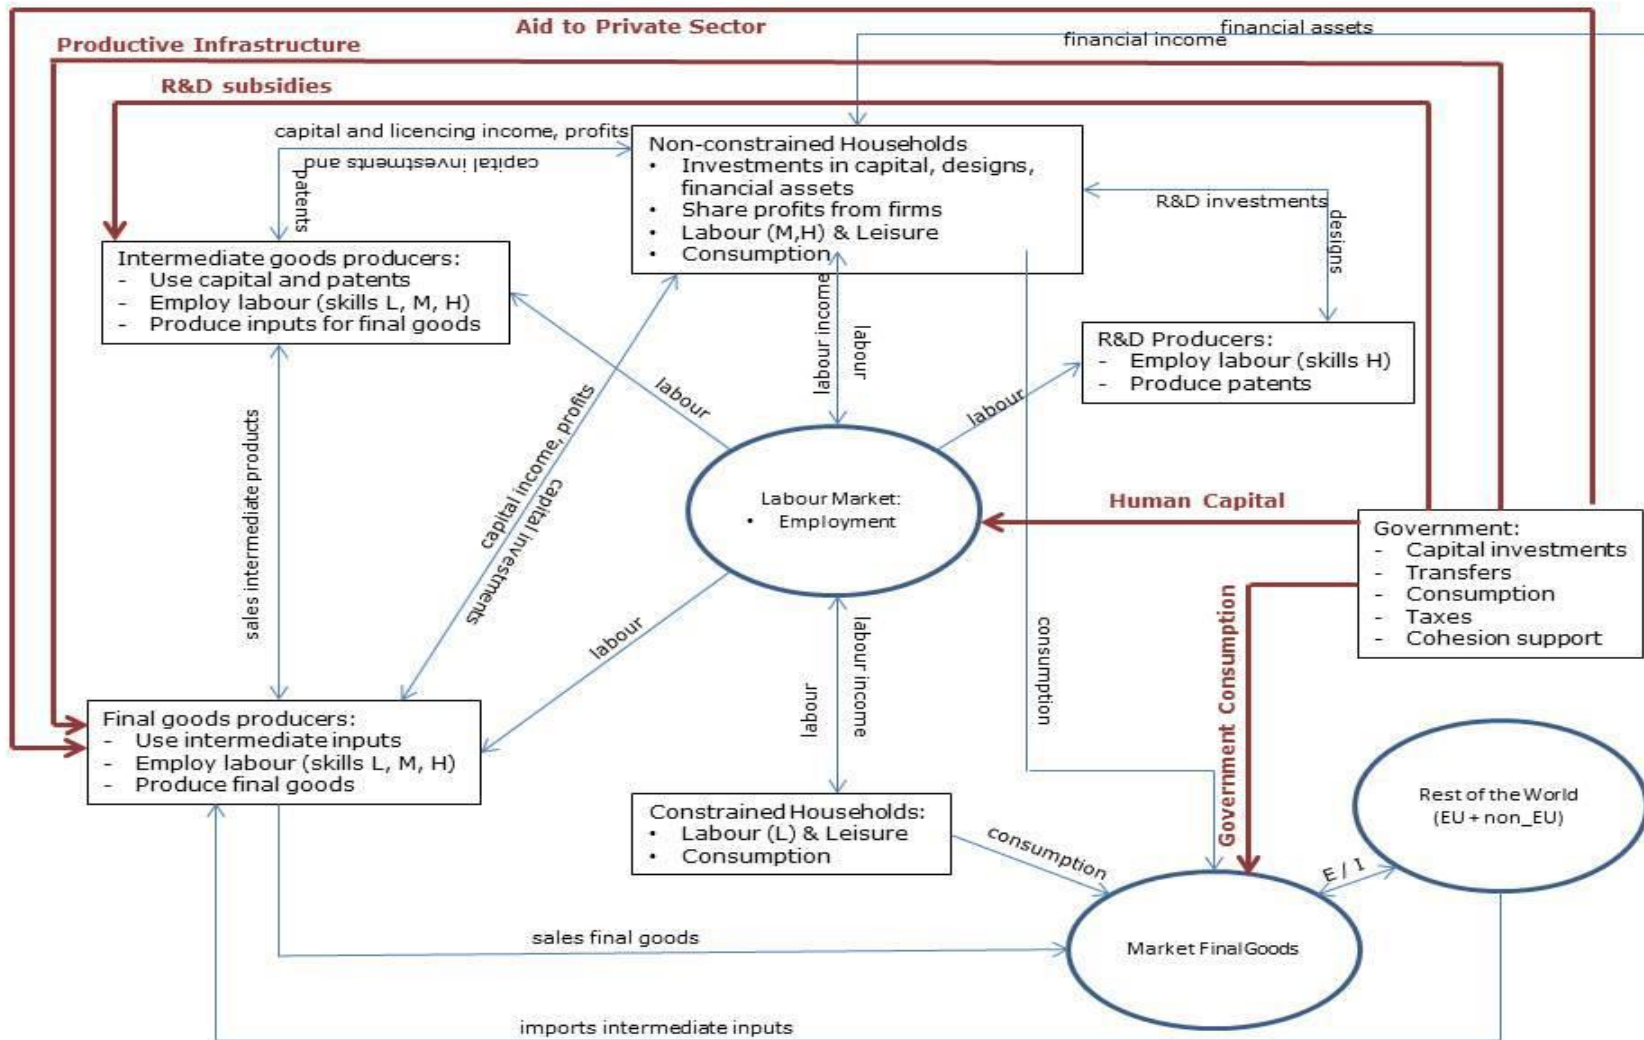 Aid to Private Sector
financial assets
financial income
Productive Infrastructure
R&D subsidies
capital and licencing income, profits
capital investments and
patents
Non-constrained Households
• Investments in capital, designs,
financial assets
• Share profits from firms
• Labour (M,H) & Leisure
• Consumption
R&D investments
designs
Intermediate goods producers:
- Use capital and patents
- Employ labour (skills L, M, H)
- Produce inputs for final goods
labour income
labour
R&D Producers:
- Employ labour (skills H)
- Produce patents
labour
labour
sales intermediate products
capital income, profits
capital investments
Labour Market:
• Employment
Human Capital
Government:
- Capital investments
- Transfers
- Consumption
- Taxes
- Cohesion support
Government Consumption
consumption
labour
labour
labour income
Final goods producers:
- Use intermediate inputs
- Employ labour (skills L, M, H)
- Produce final goods
Constrained Households:
• Labour (L) & Leisure
• Consumption
consumption
Rest of the World
(EU + non_EU)
E / I
sales final goods
Market Final Goods
imports intermediate inputs